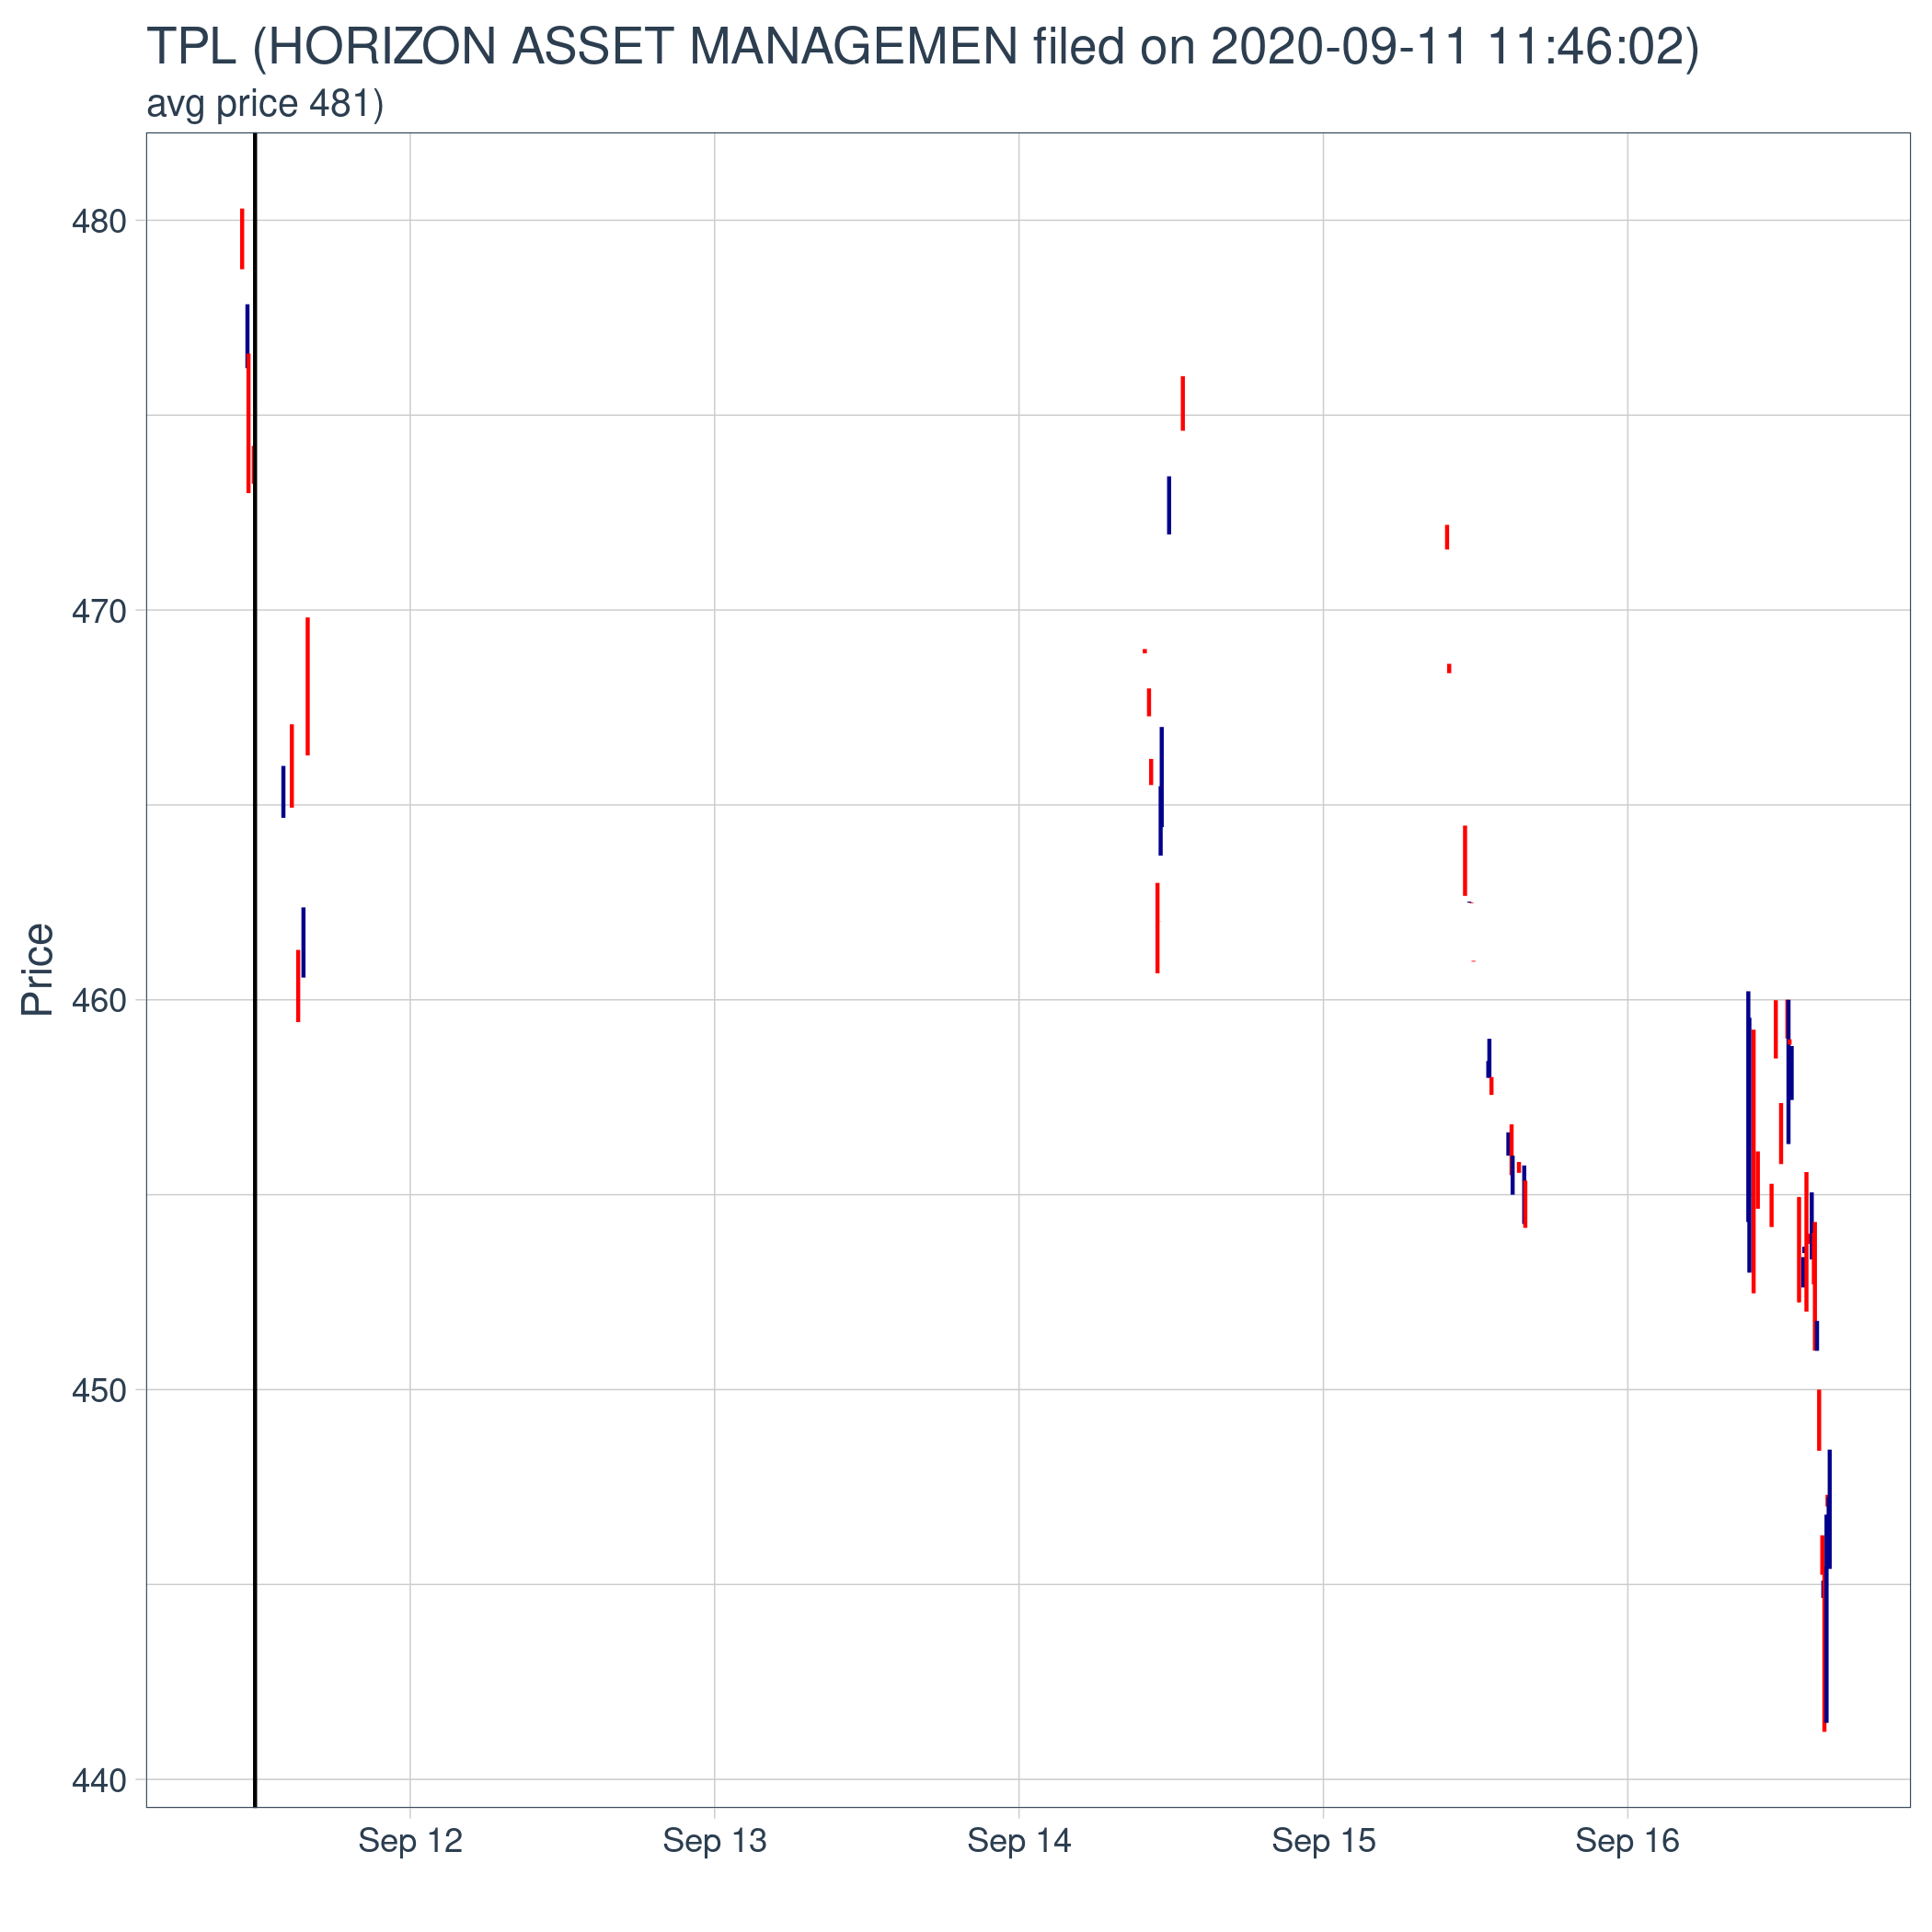 TPL (HORIZON ASSET MANAGEMEN filed on 2020-09-11 11:46:02)
avg price 481)
480
470
460
450
440
Price
Sep 12 Sep 13 Sep 14 Sep 15 Sep 16